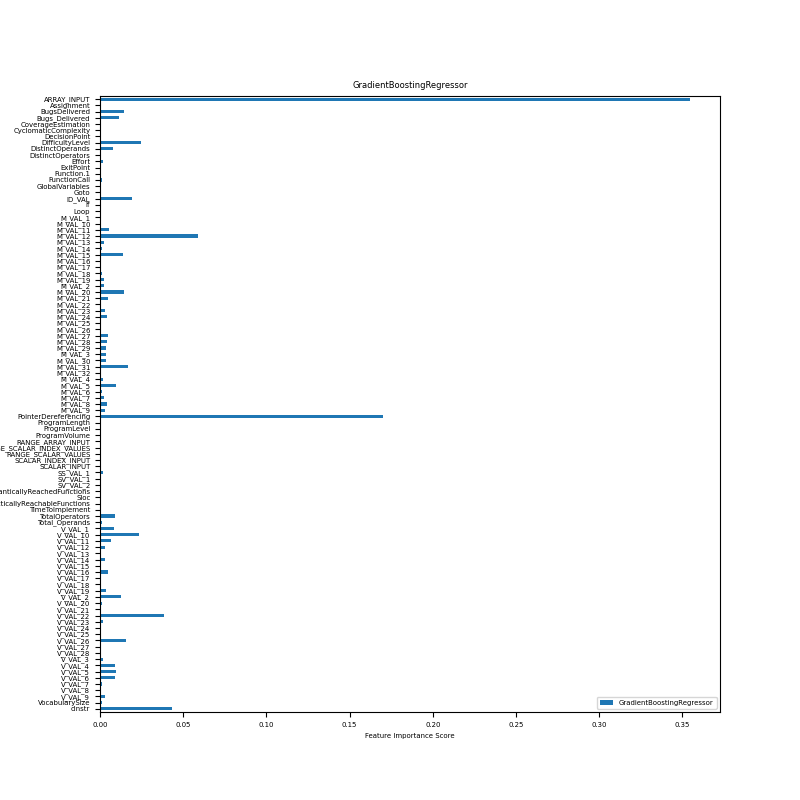 GradientBoostingRegressor
ARRAY_INPUT
Assignment
BugsDelivered
Bugs_Delivered
CoverageEstimation
CyclomaticComplexity
DecisionPoint
DifficultyLevel
DistinctOperands
DistinctOperators
Effort
ExitPoint
Function.1
FunctionCall
GlobalVariables
Goto
ID_VAL
If
Loop
M_VAL_1
M_VAL_10
M_VAL_11
M_VAL_12
M_VAL_13
M_VAL_14
M_VAL_15
M_VAL_16
M_VAL_17
M_VAL_18
M_VAL_19
M_VAL_2
M_VAL_20
M_VAL_21
M_VAL_22
M_VAL_23
M_VAL_24
M_VAL_25
M_VAL_26
M_VAL_27
M_VAL_28
M_VAL_29
M_VAL_3
M_VAL_30
M_VAL_31
M_VAL_32
M_VAL_4
M_VAL_5
M_VAL_6
M_VAL_7
M_VAL_8
M_VAL_9
PointerDereferencing
ProgramLength
ProgramLevel
ProgramVolume
RANGE_ARRAY_INPUT
E_SCALAR_INDEX_VALUES
RANGE_SCALAR_VALUES
SCALAR_INDEX_INPUT
SCALAR_INPUT
SS_VAL_1
SV_VAL_1
SV_VAL_2
anticallyReachedFunctions
Sloc
ticallyReachableFunctions
TimeToImplement
TotalOperators
Total_Operands
V_VAL_1
V_VAL_10
V_VAL_11
V_VAL_12
V_VAL_13
V_VAL_14
V_VAL_15
V_VAL_16
V_VAL_17
V_VAL_18
V_VAL_19
V_VAL_2
V_VAL_20
V_VAL_21
V_VAL_22
V_VAL_23
V_VAL_24
V_VAL_25
V_VAL_26
V_VAL_27
V_VAL_28
V_VAL_3
V_VAL_4
V_VAL_5
V_VAL_6
V_VAL_7
V_VAL_8
V_VAL_9
VocabularySize
cinstr
GradientBoostingRegressor
0.00 0.05 0.10 0.15 0.20 0.25 0.30 0.35
Feature Importance Score